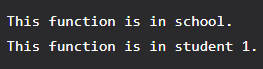 This function is in school.
This function is in student 1.